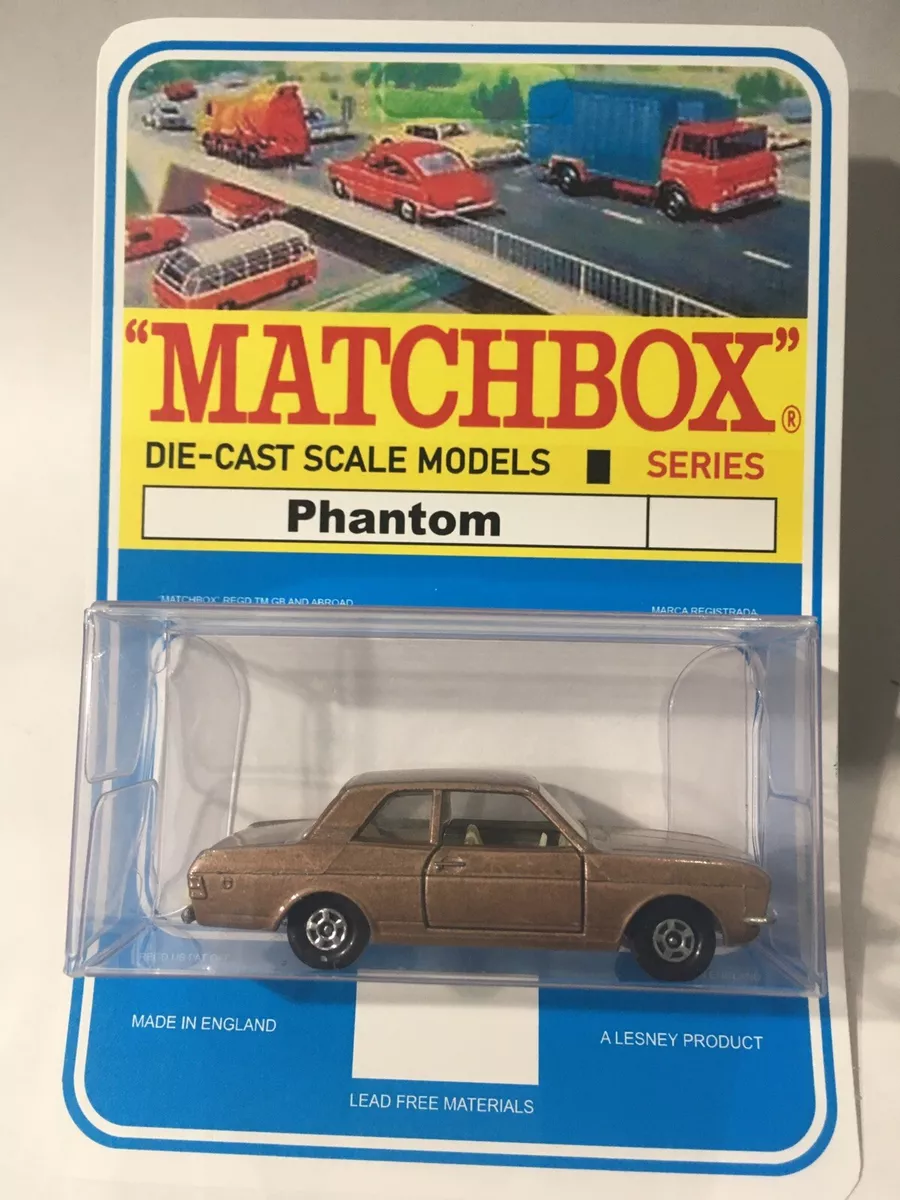 “MATCHBOX”®
DIE-CAST SCALE MODELS SERIES
Phantom
"MATCHBOX" REGD TM GB AND ABROAD
MARCA REGISTRADA
MADE IN ENGLAND
A LESNEY PRODUCT
LEAD FREE MATERIALS